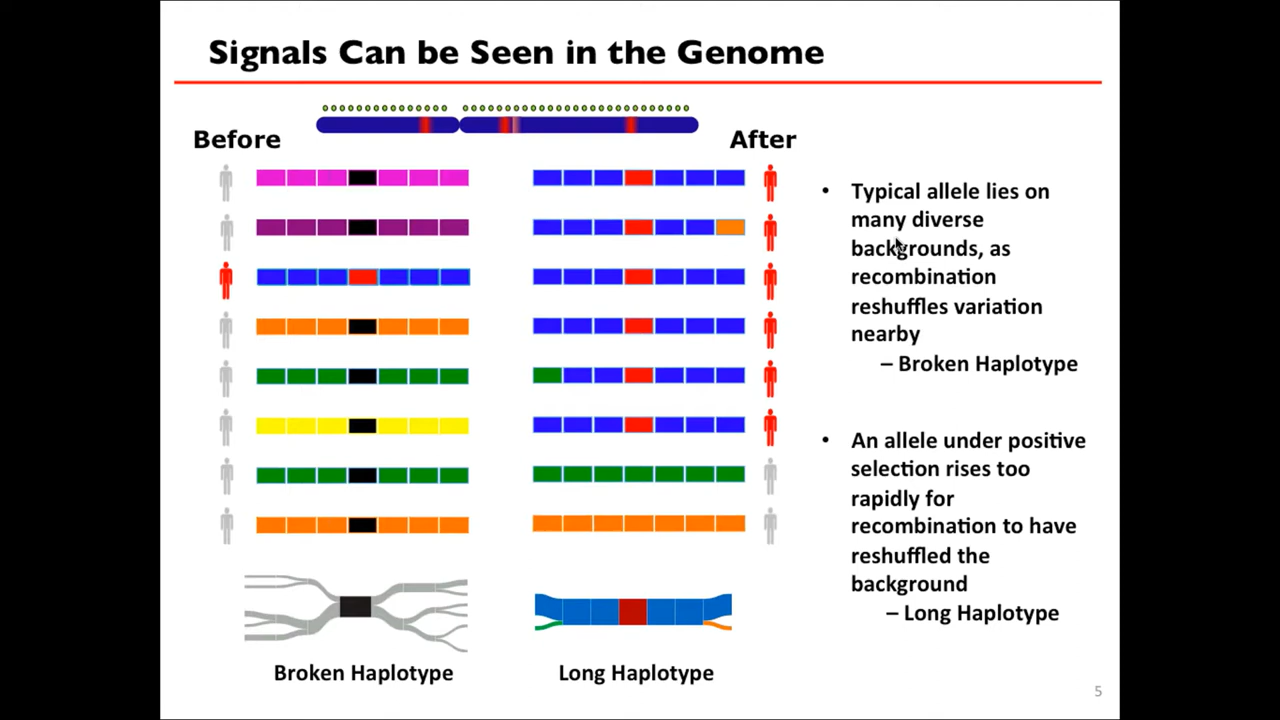 Signals Can be Seen in the Genome
Before
After
• Typical allele lies on
many diverse
backgrounds, as
recombination
reshuffles variation
nearby
– Broken Haplotype
• An allele under positive
selection rises too
rapidly for
recombination to have
reshuffled the
background
– Long Haplotype
Broken Haplotype
Long Haplotype
5